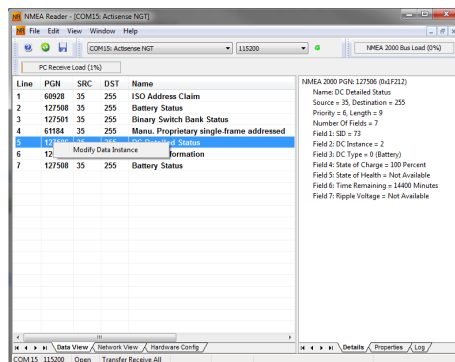 NMEA Reader - [COM15: Actisense NGT]
File Edit View Window Help
COM15: Actisense NGT 115200 NMEA 2000 Bus Load (0%)
PC Receive Load (1%)
Line PGN SRC DST Name
1 60928 35 255 ISO Address Claim
2 127508 35 255 Battery Status
3 127501 35 255 Binary Switch Bank Status
4 61184 35 255 Manu. Proprietary single-frame addressed
5 127506 35 255 DC Detailed Status
Modify Data Instance
6 12 formation
7 127508 35 255 Battery Status
Data View Network View Hardware Config
COM15 115200 Open Transfer Receive All
NMEA 2000 PGN: 127506 (0x1F212)
Name: DC Detailed Status
Source = 35, Destination = 255
Priority = 6, Length = 9
Number Of Fields = 7
Field 1: SID = 73
Field 2: DC Instance = 2
Field 3: DC Type = 0 (Battery)
Field 4: State of Charge = 100 Percent
Field 5: State of Health = Not Available
Field 6: Time Remaining = 14400 Minutes
Field 7: Ripple Voltage = Not Available
Details Properties Log